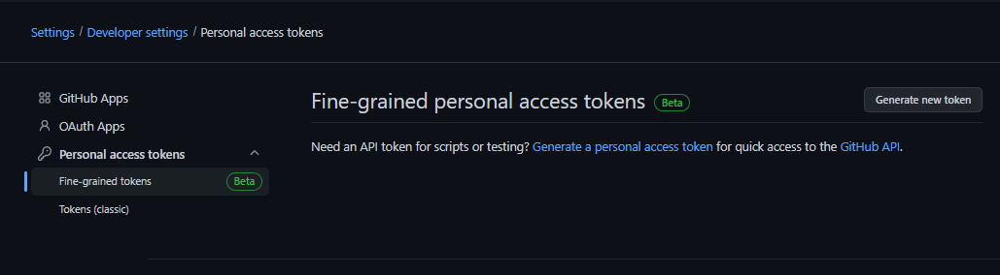 Settings / Developer settings / Personal access tokens
GitHub Apps
OAuth Apps
Personal access tokens
Fine-grained tokens Beta
Tokens (classic)
Fine-grained personal access tokens Beta
Generate new token
Need an API token for scripts or testing? Generate a personal access token for quick access to the GitHub API.